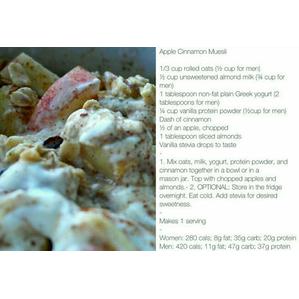 Apple Cinnamon Muesli
1/3 cup rolled oats (½ cup for men)
½ cup unsweetened almond milk (¾ cup for
men)
1 tablespoon non-fat plain Greek yogurt (2
tablespoons for men)
¼ cup vanilla protein powder (½cup for men)
Dash of cinnamon
½ of an apple, chopped
1 tablespoon sliced almonds
Vanilla stevia drops to taste
-
1. Mix oats, milk, yogurt, protein powder, and
cinnamon together in a bowl or in a
mason jar. Top with chopped apples and
almonds.- 2. OPTIONAL: Store in the fridge
overnight. Eat cold. Add stevia for desired
sweetness.
-
Makes 1 serving
-
Women: 280 cals; 8g fat; 35g carb; 20g protein
Men: 420 cals; 11g fat; 47g carb; 37g protein